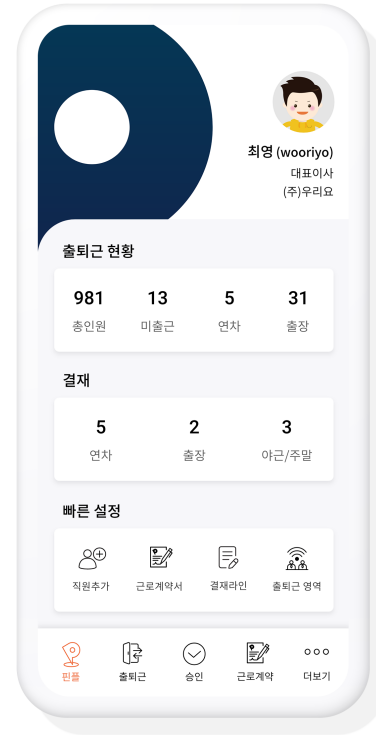 최영 (wooriyo)
대표이사
(주)우리요
출퇴근 현황
981 13 5 31
총인원 미출근 연차 출장
결재
5 2 3
연차 출장 야근/주말
빠른 설정
직원추가 근로계약서 결재라인 출퇴근 영역
핀플 출퇴근 승인 근로계약 더보기